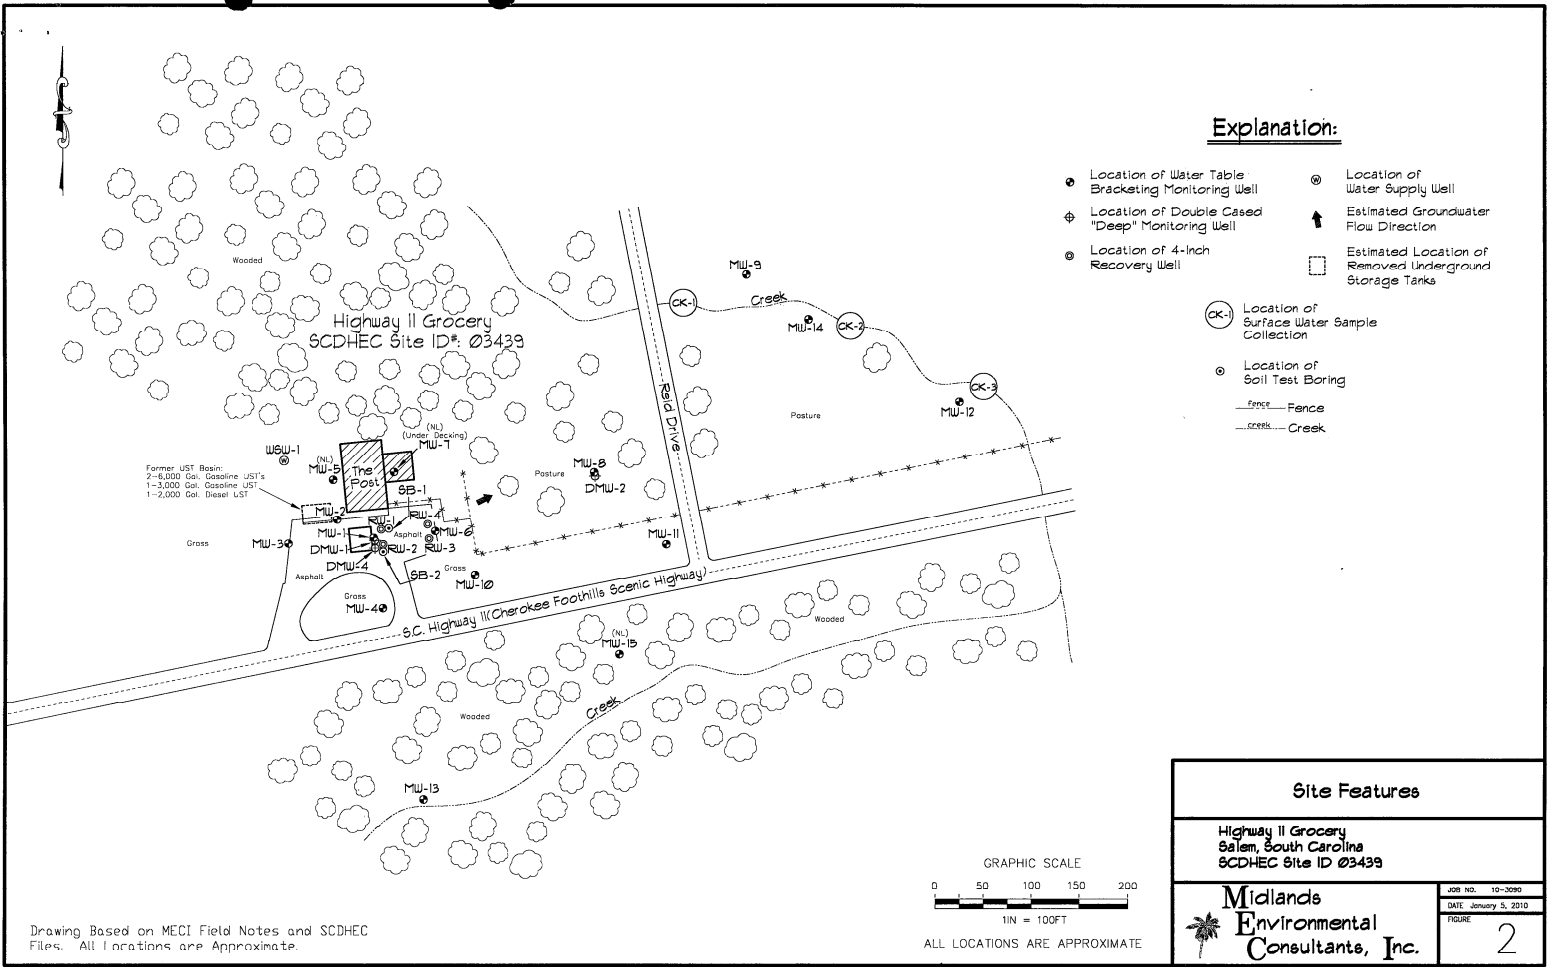 Explanation:
Location of Water Table
Bracketing Monitoring Well
Location of Double Cased
"Deep" Monitoring Well
Location of 4-Inch
Recovery Well
W
Location of
Water Supply Well
Estimated Groundwater
Flow Direction
Estimated Location of
Removed Underground
Storage Tanks
CK-1
Location of
Surface Water Sample
Collection
Location of
Soil Test Boring
fence
Fence
creek
Creek
Wooded
Highway 11 Grocery
SCDHEC Site ID#: 03439
MW-9
CK-1
Creek
MW-14
CK-2
CK-3
MW-12
Reid Drive
Pasture
(NL)
(Under Decking)
MW-7
WSW-1
W
(NL)
MW-5
The
Post
MW-8
DMW-2
Pasture
Former UST Basin:
2-6,000 Gal. Gasoline UST's
1-3,000 Gal. Gasoline UST
1-2,000 Gal. Diesel UST
SB-1
MW-2
RW-1
RW-4
MW-1
Asphalt
MW-6
MW-11
Grass
MW-3
DMW-1
RW-2
RW-3
DMW-4
Grass
Asphalt
SB-2
MW-10
Grass
MW-4
S.C. Highway 11(Cherokee Foothills Scenic Highway)
Wooded
(NL)
MW-15
Creek
Wooded
MW-13
GRAPHIC SCALE
0 50 100 150 200
1IN = 100FT
ALL LOCATIONS ARE APPROXIMATE
Drawing Based on MECI Field Notes and SCDHEC
Files. All Locations are Approximate.
Site Features
Highway 11 Grocery
Salem, South Carolina
SCDHEC Site ID 03439
Midlands
Environmental
Consultants, Inc.
JOB NO. 10-3090
DATE January 5, 2010
FIGURE
2